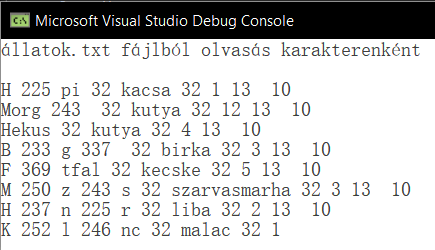 Microsoft Visual Studio Debug Console
állatok.txt fájlból olvasás karakterenként
H 225 pi 32 kacsa 32 1 13 10
Morg 243 32 kutya 32 12 13 10
Hekus 32 kutya 32 4 13 10
B 233 g 337 32 birka 32 3 13 10
F 369 tfal 32 kecske 32 5 13 10
M 250 z 243 s 32 szarvasmarha 32 3 13 10
H 237 n 225 r 32 liba 32 2 13 10
K 252 l 246 nc 32 malac 32 1